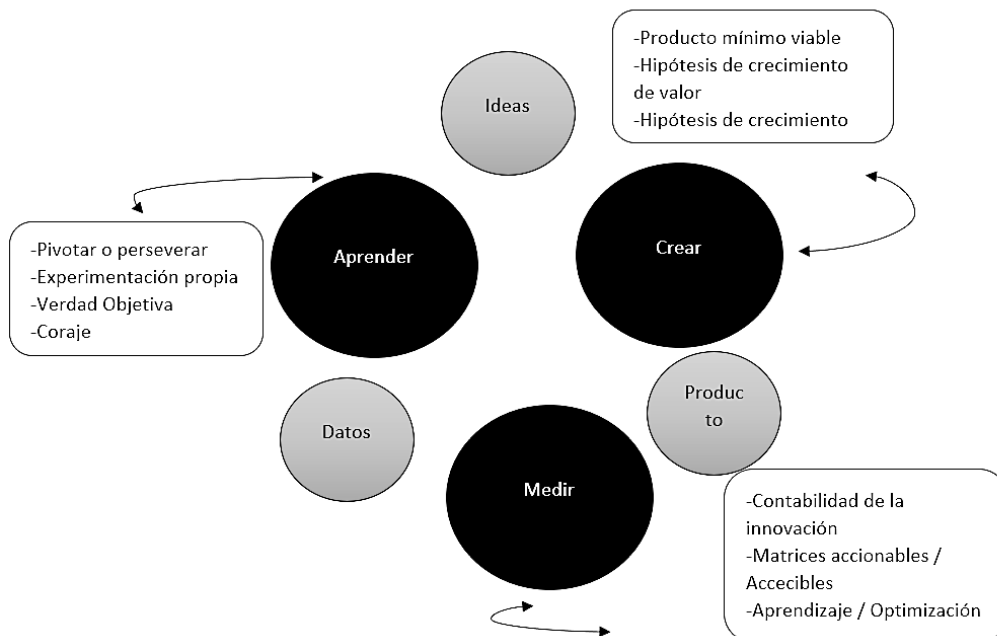 -Producto mínimo viable
-Hipótesis de crecimiento
de valor
-Hipótesis de crecimiento
Ideas
Aprender
Crear
-Pivotar o perseverar
-Experimentación propia
-Verdad Objetiva
-Coraje
Datos
Produc
to
Medir
-Contabilidad de la
innovación
-Matrices accionables /
Accecibles
-Aprendizaje / Optimización